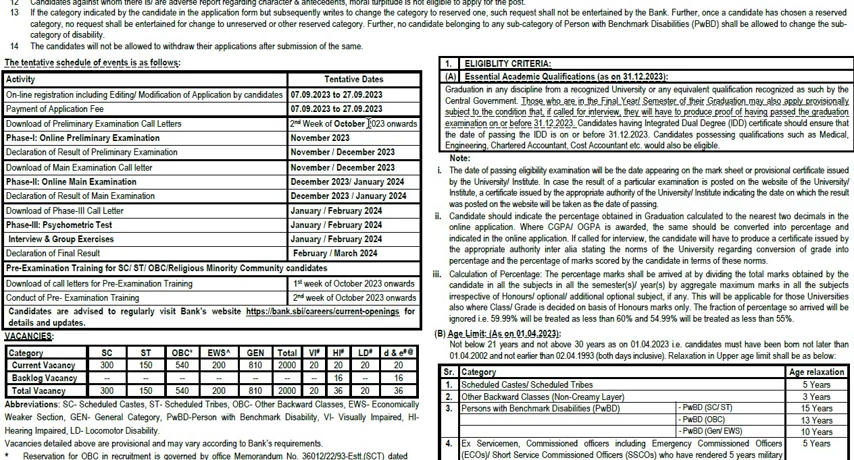 12 Candidates against whom there is/ are adverse report regarding character & antecedents, moral turpitude is not eligible to apply for the post.
13 If the category indicated by the candidate in the application form but subsequently writes to change the category to reserved one, such request shall not be entertained by the Bank. Further, once a candidate has chosen a reserved
category, no request shall be entertained for change to unreserved or other reserved category. Further, no candidate belonging to any sub-category of Person with Benchmark Disabilities (PwBD) shall be allowed to change the sub-
category of disability.
14 The candidates will not be allowed to withdraw their applications after submission of the same.
The tentative schedule of events is as follows:
Activity Tentative Dates
On-line registration including Editing/ Modification of Application by candidates 07.09.2023 to 27.09.2023
Payment of Application Fee 07.09.2023 to 27.09.2023
Download of Preliminary Examination Call Letters 2nd Week of October 2023 onwards
Phase-I: Online Preliminary Examination November 2023
Declaration of Result of Preliminary Examination November / December 2023
Download of Main Examination Call letter November / December 2023
Phase-II: Online Main Examination December 2023/ January 2024
Declaration of Result of Main Examination December 2023 / January 2024
Download of Phase-III Call Letter January / February 2024
Phase-III: Psychometric Test January / February 2024
Interview & Group Exercises January / February 2024
Declaration of Final Result February / March 2024
Pre-Examination Training for SC/ ST/ OBC/Religious Minority Community candidates
Download of call letters for Pre-Examination Training 1st week of October 2023 onwards
Conduct of Pre- Examination Training 2nd week of October 2023 onwards
Candidates are advised to regularly visit Bank's website https://bank.sbi/careers/current-openings for
details and updates.
VACANCIES:
Category SC ST OBC* EWS^ GEN Total VI# HI# LD# d & e#@
Current Vacancy 300 150 540 200 810 2000 20 20 20 20
Backlog Vacancy -- -- -- -- -- -- -- 16 -- 16
Total Vacancy 300 150 540 200 810 2000 20 36 20 36
Abbreviations: SC- Scheduled Castes, ST- Scheduled Tribes, OBC- Other Backward Classes, EWS- Economically
Weaker Section, GEN- General Category, PwBD-Person with Benchmark Disability, VI- Visually Impaired, HI-
Hearing Impaired, LD- Locomotor Disability.
Vacancies detailed above are provisional and may vary according to Bank's requirements.
* Reservation for OBC in recruitment is governed by office Memorandum No. 36012/22/93-Estt.(SCT) dated
1. ELIGIBLITY CRITERIA:
(A) Essential Academic Qualifications (as on 31.12.2023):
Graduation in any discipline from a recognized University or any equivalent qualification recognized as such by the
Central Government. Those who are in the Final Year/ Semester of their Graduation may also apply provisionally
subject to the condition that, if called for interview, they will have to produce proof of having passed the graduation
examination on or before 31.12.2023. Candidates having Integrated Dual Degree (IDD) certificate should ensure that
the date of passing the IDD is on or before 31.12.2023. Candidates possessing qualifications such as Medical,
Engineering, Chartered Accountant, Cost Accountant etc. would also be eligible.
Note:
i. The date of passing eligibility examination will be the date appearing on the mark sheet or provisional certificate issued
by the University/ Institute. In case the result of a particular examination is posted on the website of the University/
Institute, a certificate issued by the appropriate authority of the University/ Institute indicating the date on which the result
was posted on the website will be taken as the date of passing.
ii. Candidate should indicate the percentage obtained in Graduation calculated to the nearest two decimals in the
online application. Where CGPA/ OGPA is awarded, the same should be converted into percentage and
indicated in the online application. If called for interview, the candidate will have to produce a certificate issued by
the appropriate authority inter alia stating the norms of the University regarding conversion of grade into
percentage and the percentage of marks scored by the candidate in terms of these norms.
iii. Calculation of Percentage: The percentage marks shall be arrived at by dividing the total marks obtained by the
candidate in all the subjects in all the semester(s)/ year(s) by aggregate maximum marks in all the subjects
irrespective of Honours/ optional/ additional optional subject, if any. This will be applicable for those Universities
also where Class/ Grade is decided on basis of Honours marks only. The fraction of percentage so arrived will be
ignored i.e. 59.99% will be treated as less than 60% and 54.99% will be treated as less than 55%.
(B) Age Limit: (As on 01.04.2023):
Not below 21 years and not above 30 years as on 01.04.2023 i.e. candidates must have been born not later than
01.04.2002 and not earlier than 02.04.1993 (both days inclusive). Relaxation in Upper age limit shall be as below:
Sr. Category Age relaxation
1. Scheduled Castes/ Scheduled Tribes 5 Years
2. Other Backward Classes (Non-Creamy Layer) 3 Years
3. Persons with Benchmark Disabilities (PwBD) - PwBD (SC/ ST) 15 Years
- PwBD (OBC) 13 Years
- PwBD (Gen/ EWS) 10 Years
4. Ex Servicemen, Commissioned officers including Emergency Commissioned Officers 5 Years
(ECOs)/ Short Service Commissioned Officers (SSCOs) who have rendered 5 years military